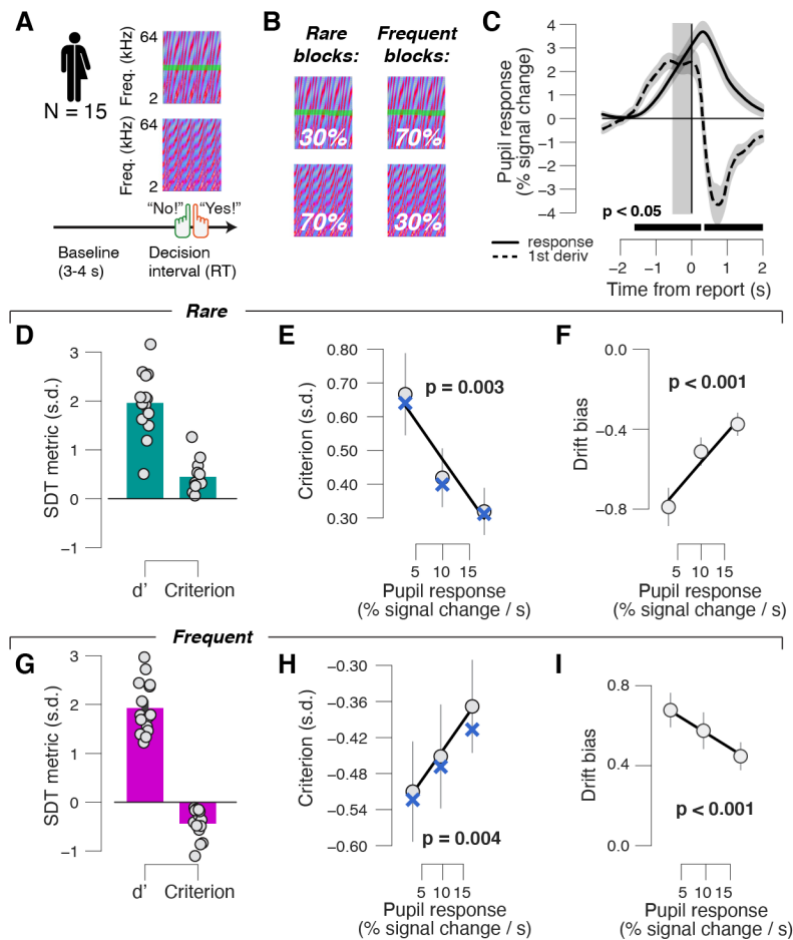 A
Freq. (kHz)
64
2
N = 15
Freq. (kHz)
64
2
“No!” “Yes!”
Baseline
(3-4 s)
Decision
interval (RT)
B
Rare
blocks:
Frequent
blocks:
30%
70%
70%
30%
C
Pupil response
(% signal change)
4
3
2
1
0
−1
−2
−3
−4
p < 0.05
response
1st deriv
−2 −1 0 1 2
Time from report (s)
Rare
D
SDT metric (s.d.)
3
2
1
0
−1
d’ Criterion
E
Criterion (s.d.)
0.80
0.70
0.60
0.50
0.40
0.30
p = 0.003
5 10 15
Pupil response
(% signal change / s)
F
Drift bias
0.0
−0.4
−0.8
p < 0.001
5 10 15
Pupil response
(% signal change / s)
Frequent
G
SDT metric (s.d.)
3
2
1
0
−1
d’ Criterion
H
Criterion (s.d.)
−0.30
−0.36
−0.42
−0.48
−0.54
−0.60
p = 0.004
5 10 15
Pupil response
(% signal change / s)
I
Drift bias
0.8
0.4
0.0
p < 0.001
5 10 15
Pupil response
(% signal change / s)